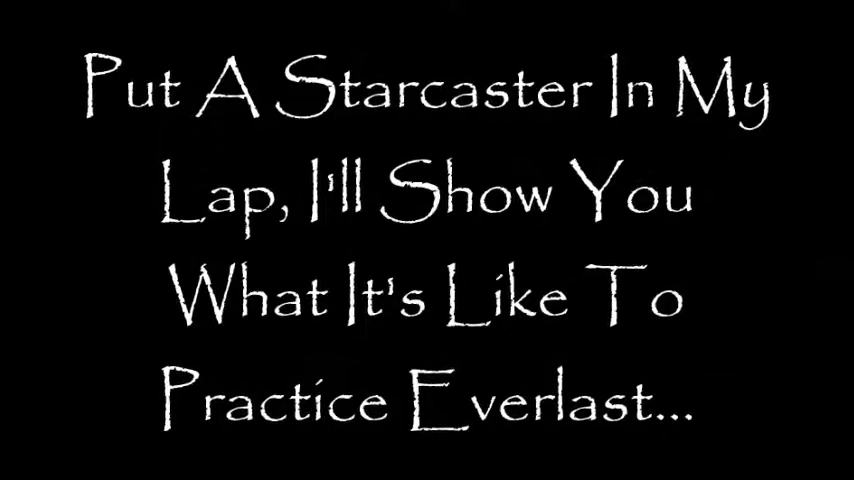 Put A Starcaster In My
Lap, I'll Show You
What It's Like To
Practice Everlast...